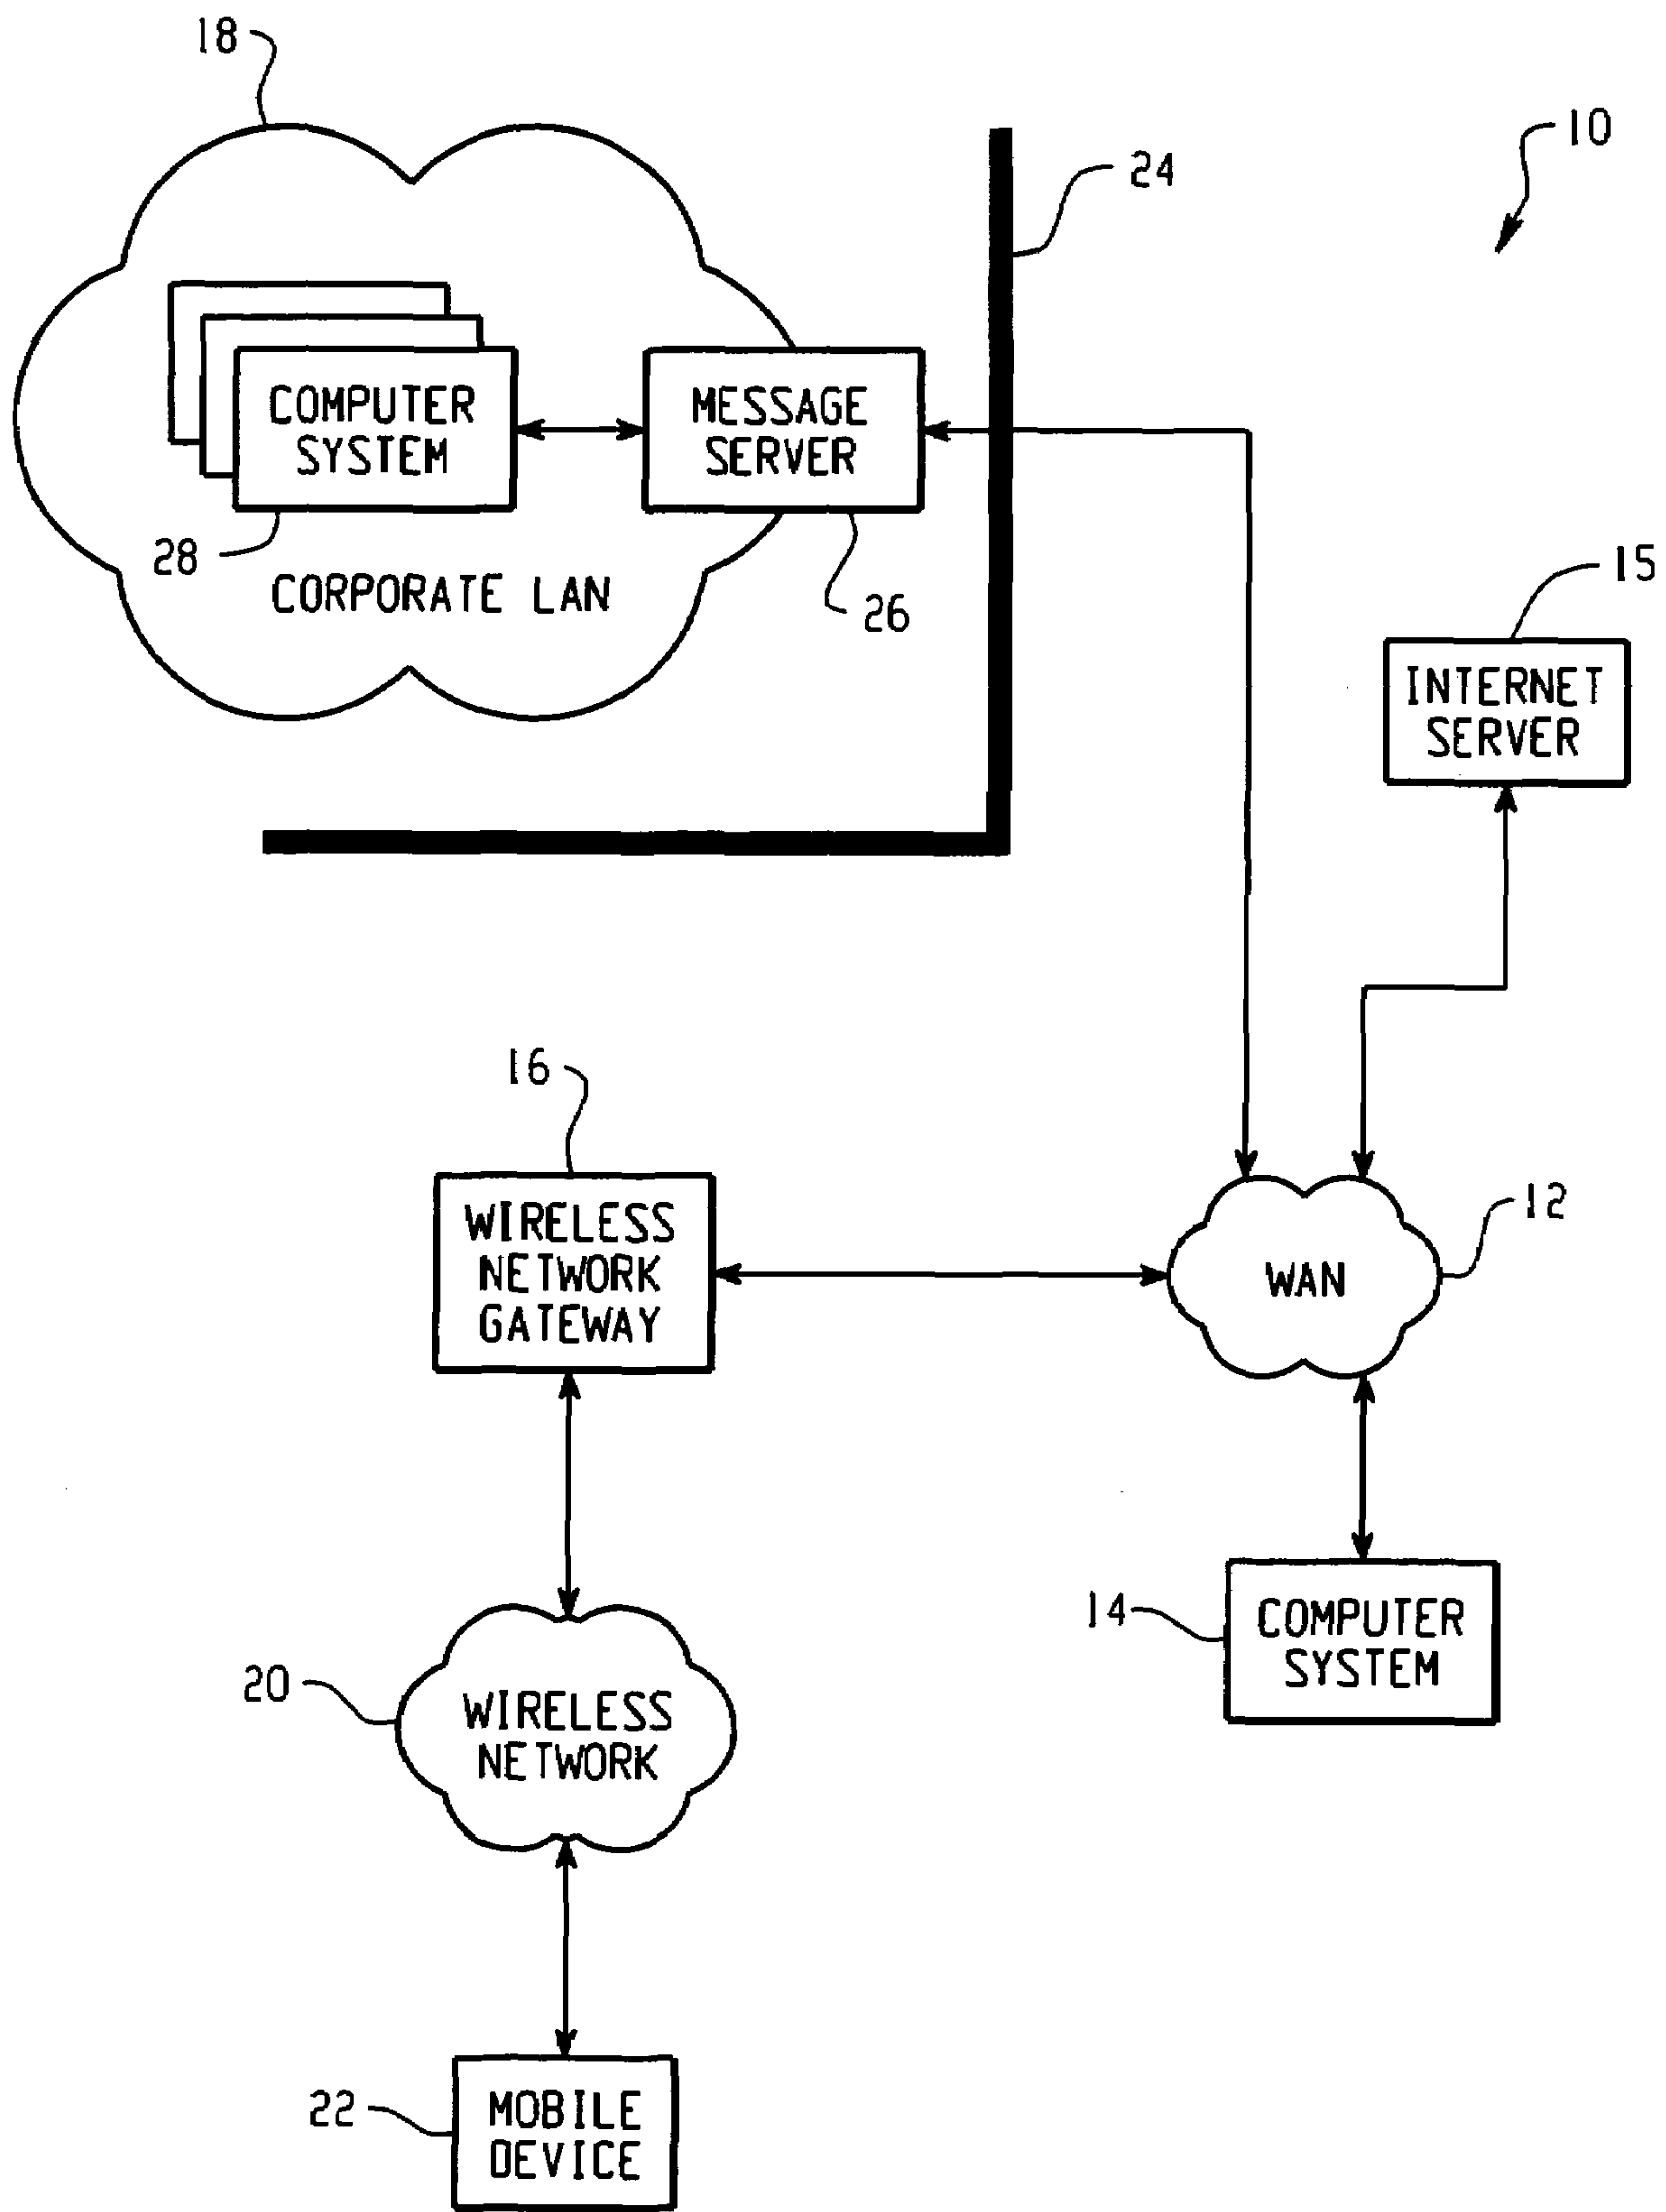 18
10
24
COMPUTER
SYSTEM
MESSAGE
SERVER
28
CORPORATE LAN
26
15
INTERNET
SERVER
16
WIRELESS
NETWORK
GATEWAY
12
WAN
14
COMPUTER
SYSTEM
20
WIRELESS
NETWORK
22
MOBILE
DEVICE